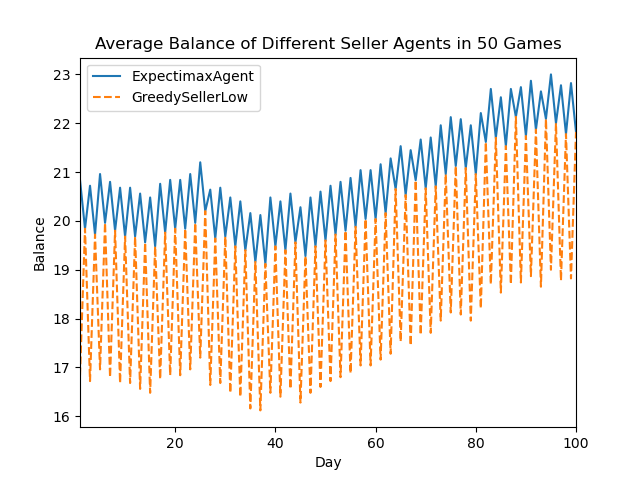 Average Balance of Different Seller Agents in 50 Games
ExpectimaxAgent
GreedySellerLow
Balance
23
22
21
20
19
18
17
16
20
40
60
80
100
Day